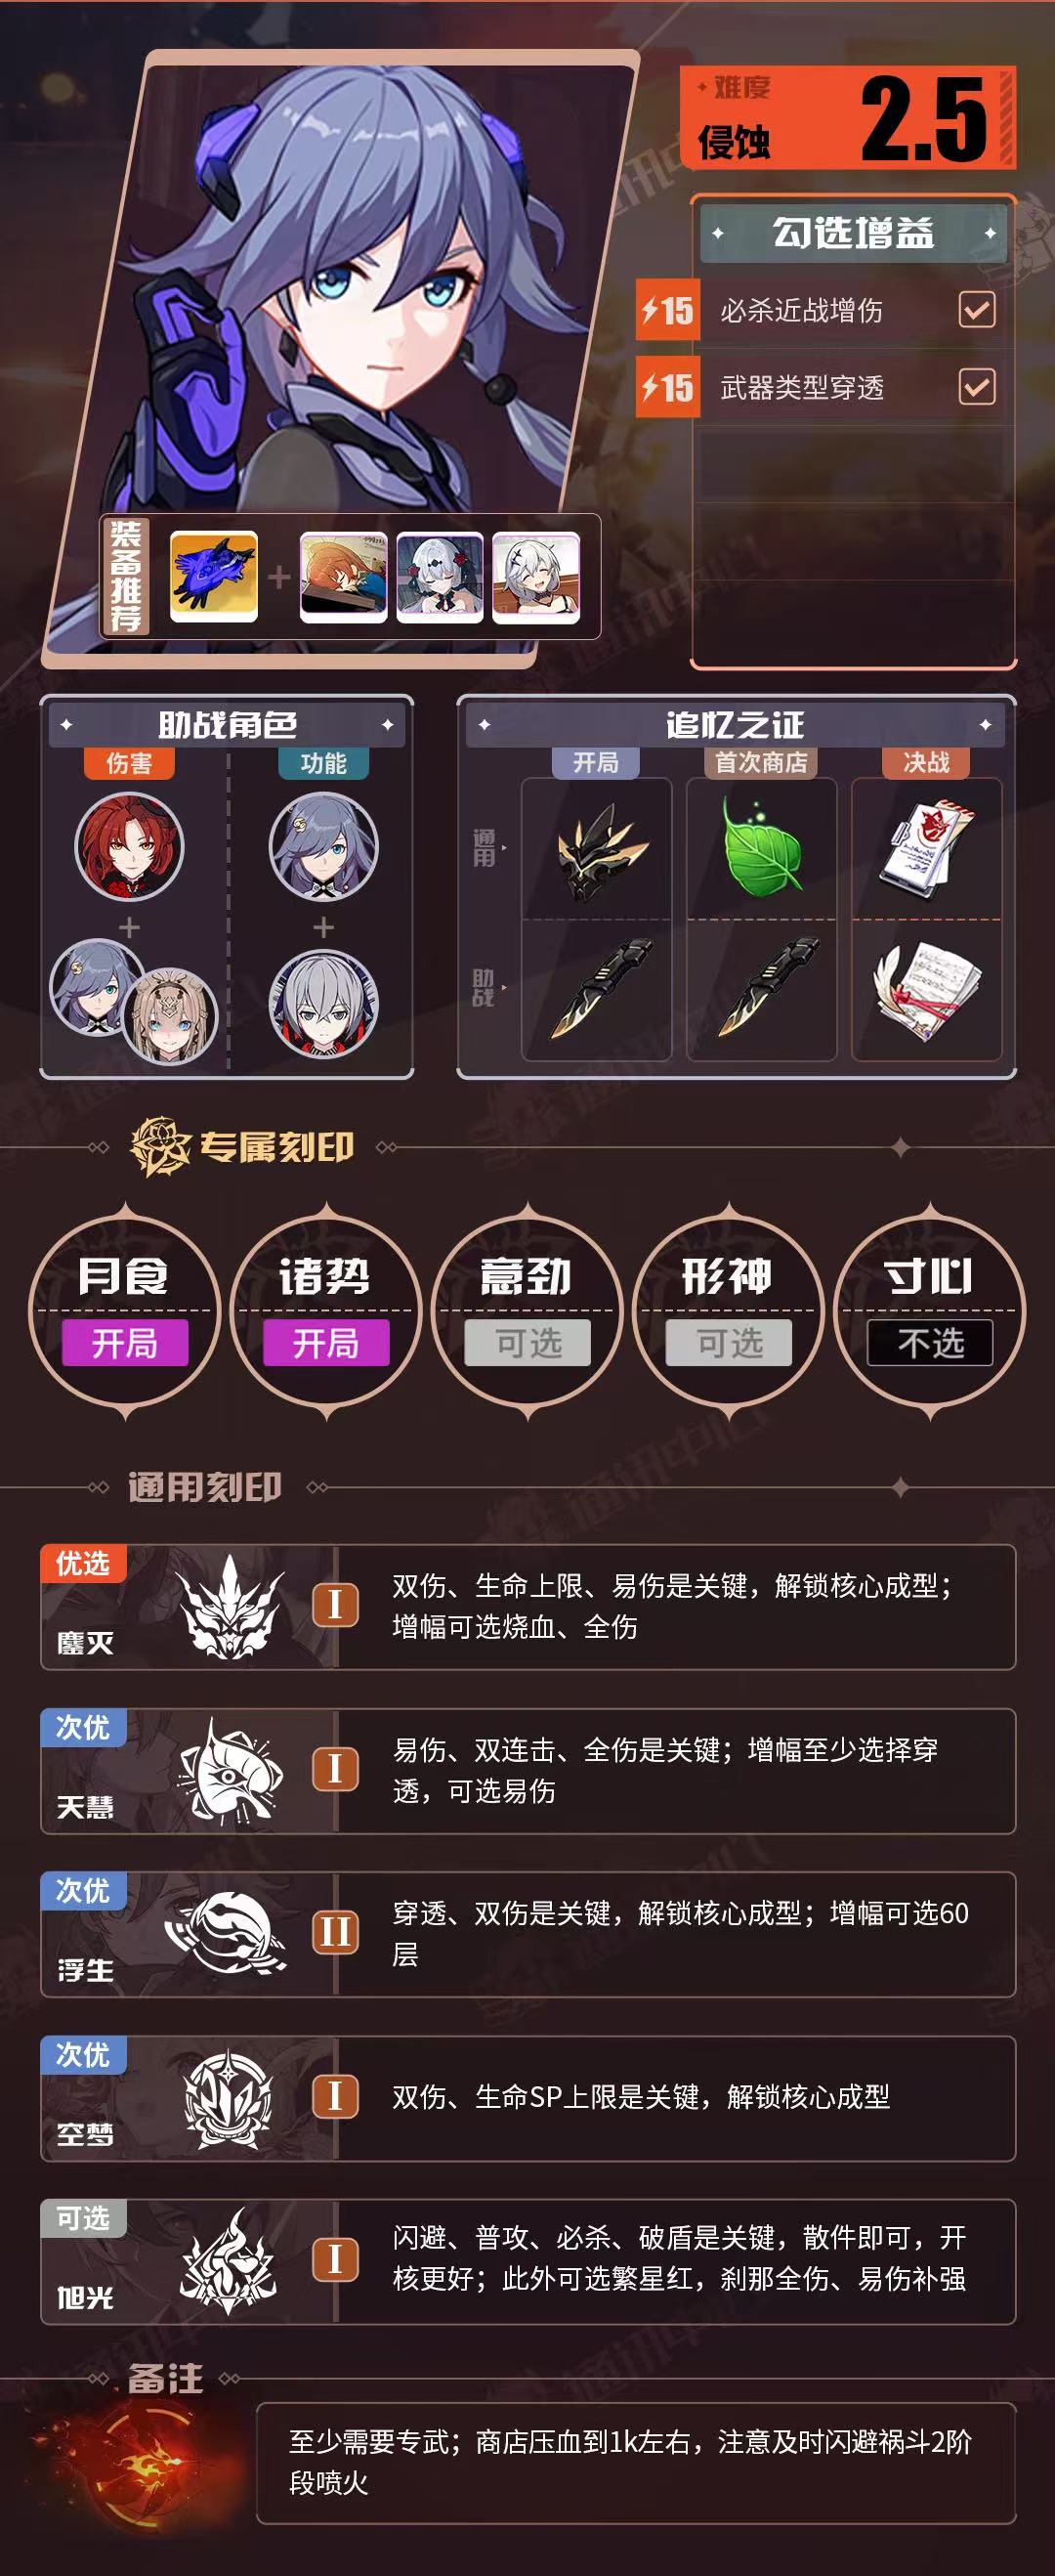 难度
侵蚀
2.5
勾选增益
15 必杀近战增伤
15 武器类型穿透
装备推荐
助战角色
伤害 功能
追忆之证
开局 首次商店 决战
通用
助战
专属刻印
月食 诸势 意劲 形神 寸心
开局 开局 可选 可选 不选
通用刻印
优选
鏖灭
I
双伤、生命上限、易伤是关键，解锁核心成型；
增幅可选烧血、全伤
次优
天慧
I
易伤、双连击、全伤是关键；增幅至少选择穿
透，可选易伤
次优
浮生
II
穿透、双伤是关键，解锁核心成型；增幅可选60
层
次优
空梦
I
双伤、生命SP上限是关键，解锁核心成型
可选
旭光
I
闪避、普攻、必杀、破盾是关键，散件即可，开
核更好；此外可选繁星红，刹那全伤、易伤补强
备注
至少需要专武；商店压血到1k左右，注意及时闪避祸斗2阶
段喷火